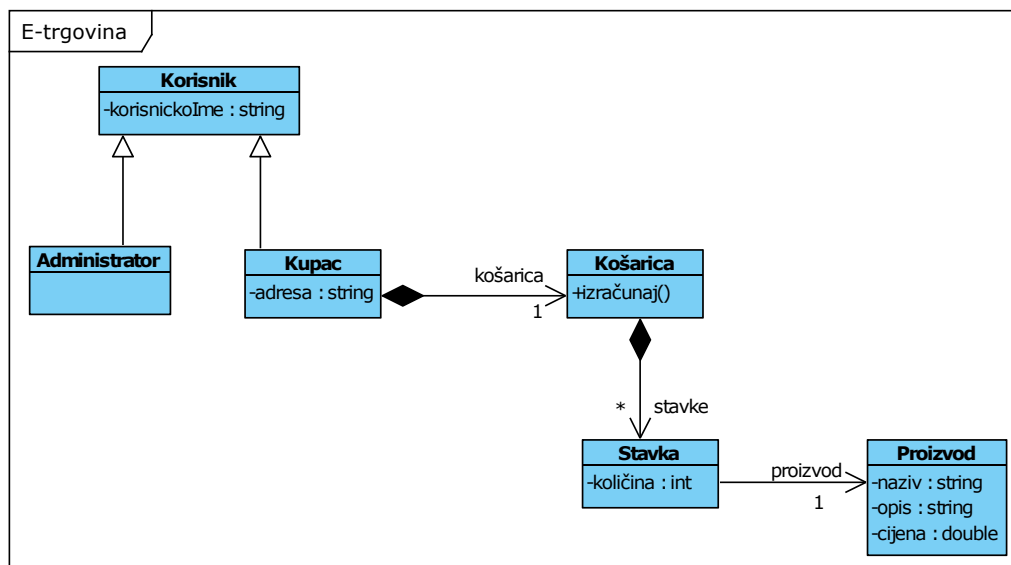 E-trgovina
Korisnik
-korisnickoIme : string
Administrator
Kupac
-adresa : string
košarica
1
Košarica
+izračunaj()
*
stavke
Stavka
-količina : int
proizvod
1
Proizvod
-naziv : string
-opis : string
-cijena : double